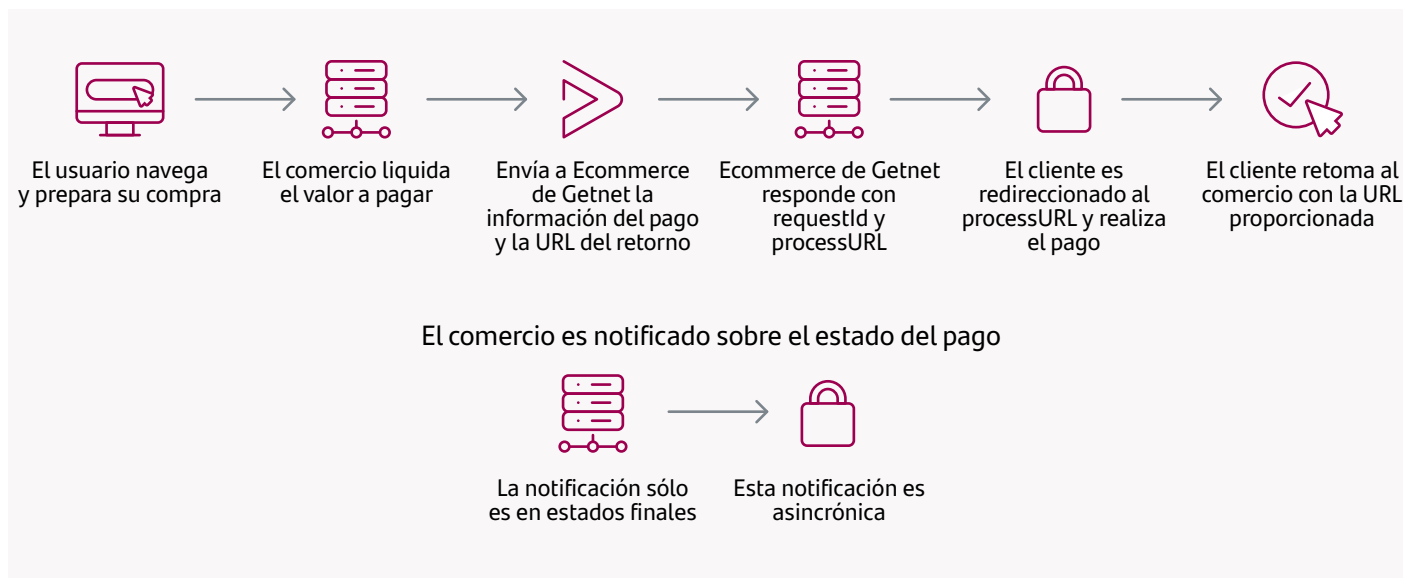 El usuario navega
y prepara su compra
El comercio liquida
el valor a pagar
Envía a Ecommerce
de Getnet la
información del pago
y la URL del retorno
Ecommerce de Getnet
responde con
requestId y
processURL
El cliente es
redireccionado al
processURL y realiza
el pago
El cliente retoma al
comercio con la URL
proporcionada
El comercio es notificado sobre el estado del pago
La notificación sólo
es en estados finales
Esta notificación es
asincrónica